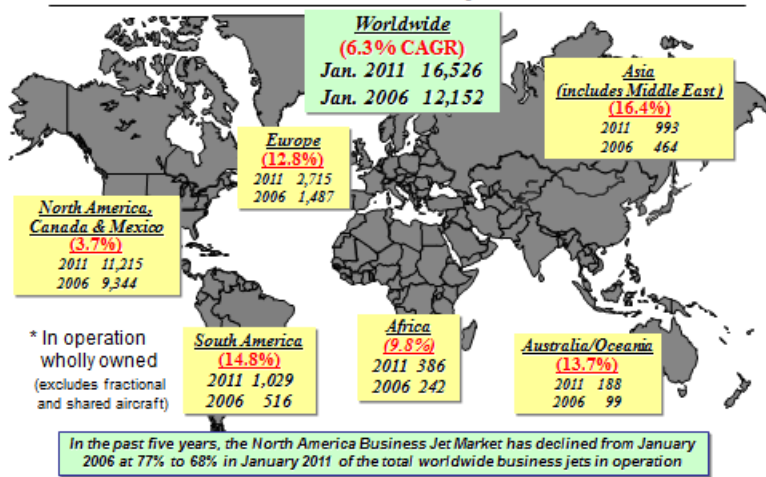 Worldwide
(6.3% CAGR)
Jan. 2011 16,526
Jan. 2006 12,152
Asia
(includes Middle East)
(16.4%)
2011 993
2006 464
Europe
(12.8%)
2011 2,715
2006 1,487
North America,
Canada & Mexico
(3.7%)
2011 11,215
2006 9,344
* In operation
wholly owned
(excludes fractional
and shared aircraft)
South America
(14.8%)
2011 1,029
2006 516
Africa
(9.8%)
2011 386
2006 242
Australia/Oceania
(13.7%)
2011 188
2006 99
In the past five years, the North America Business Jet Market has declined from January
2006 at 77% to 68% in January 2011 of the total worldwide business jets in operation